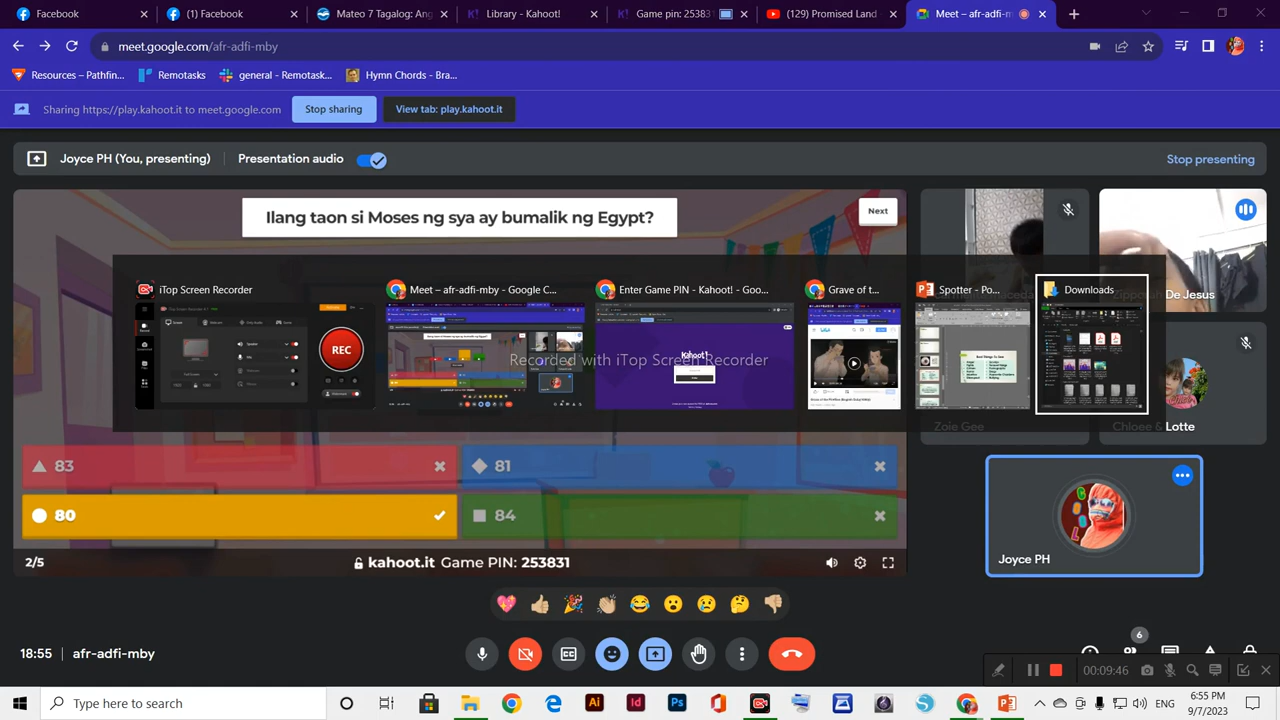 Facebook
(1) Facebook
Mateo 7 Tagalog: Ang
Library - Kahoot!
Game pin: 253831
(129) Promised Land
Meet – afr-adfi-m
meet.google.com/afr-adfi-mby
Resources – Pathfin...
Remotasks
general - Remotask...
Hymn Chords - Bra...
Sharing https://play.kahoot.it to meet.google.com
Stop sharing
View tab: play.kahoot.it
Joyce PH (You, presenting)
Presentation audio
Stop presenting
Ilang taon si Moses ng sya ay bumalik ng Egypt?
Next
iTop Screen Recorder
Meet – afr-adfi-mby - Google C...
Enter Game PIN - Kahoot! - Goo...
Grave of t...
Spotter - Po...
Downloads
De Jesus
REC
Kahoot!
Recorded with iTop Screen Recorder
Zoie Gee
Chloee & Lotte
83
81
80
84
Joyce PH
2/5
kahoot.it Game PIN: 253831
18:55
afr-adfi-mby
6
00:09:46
Type here to search
Ai
Id
Ps
ENG
6:55 PM
9/7/2023